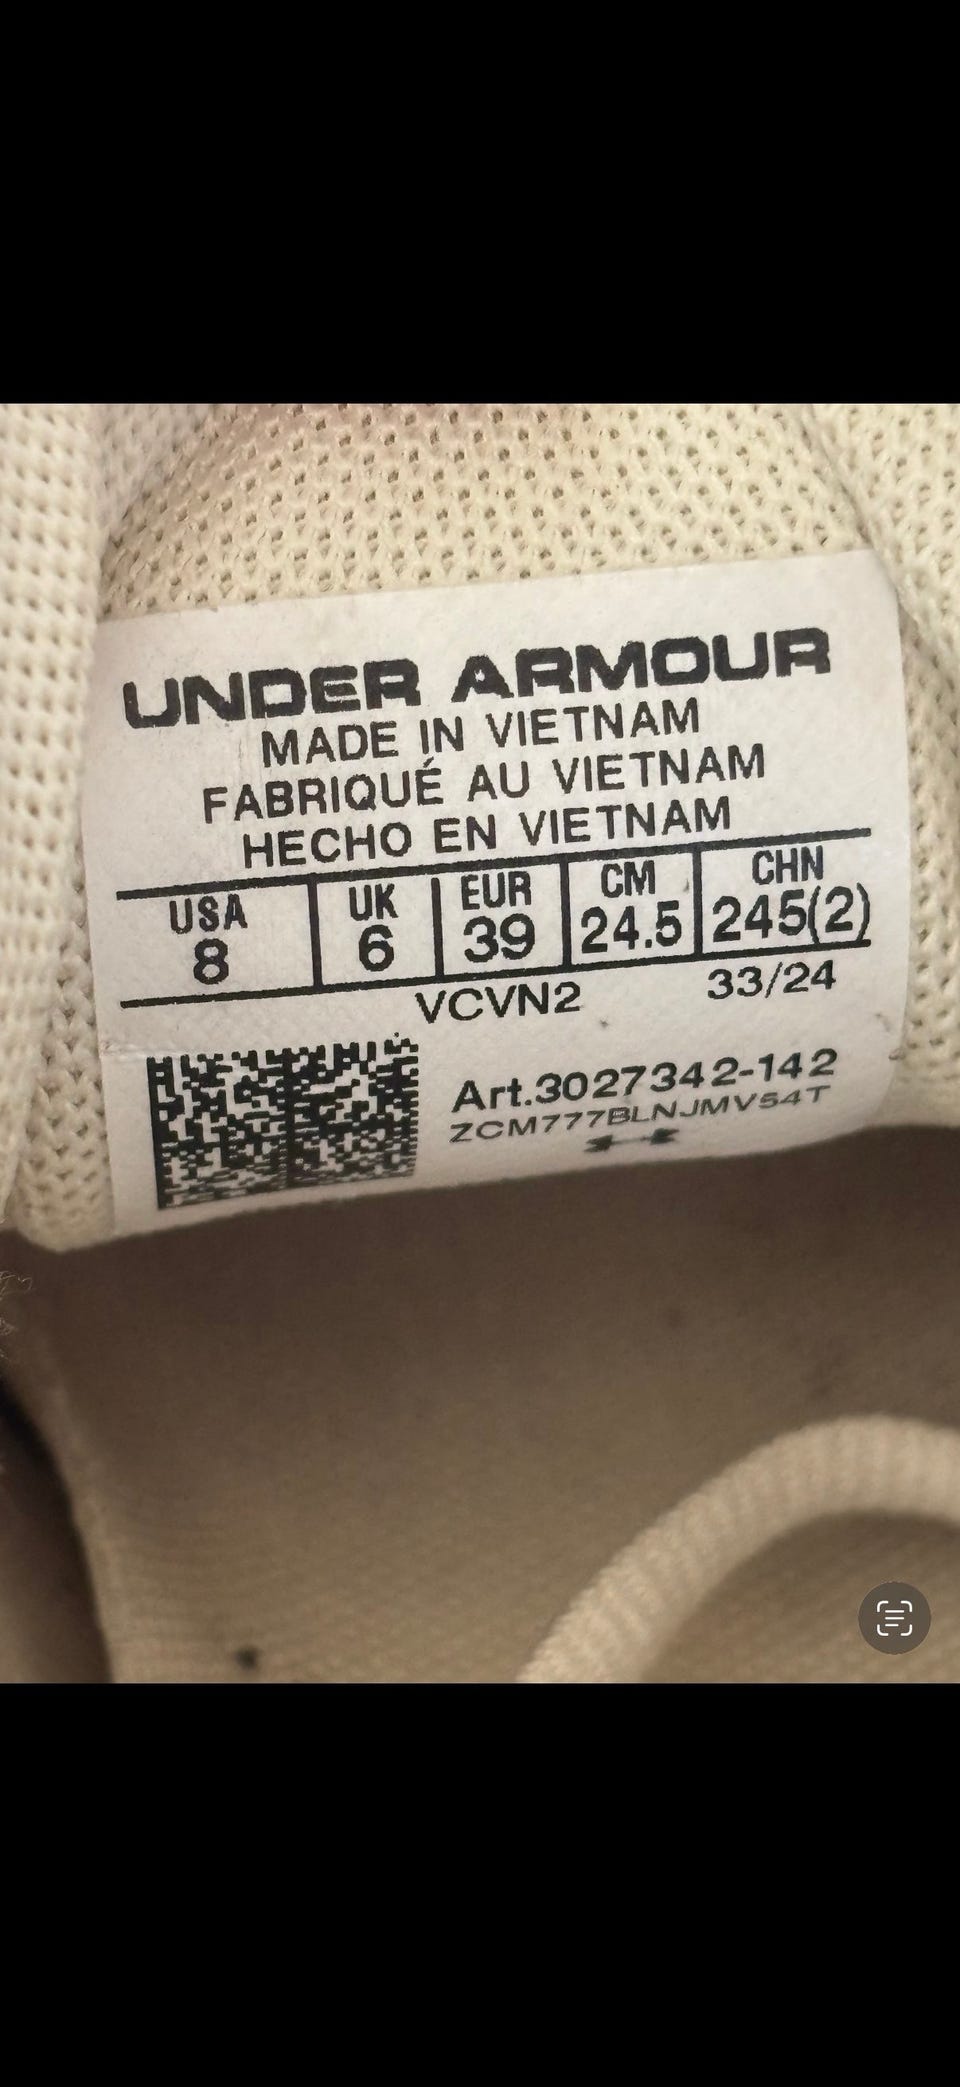 UNDER ARMOUR
MADE IN VIETNAM
FABRIQUÉ AU VIETNAM
HECHO EN VIETNAM
USA UK EUR CM CHN
8 6 39 24.5 245(2)
VCVN2 33/24
Art.3027342-142
ZCM777BLNJMV54T